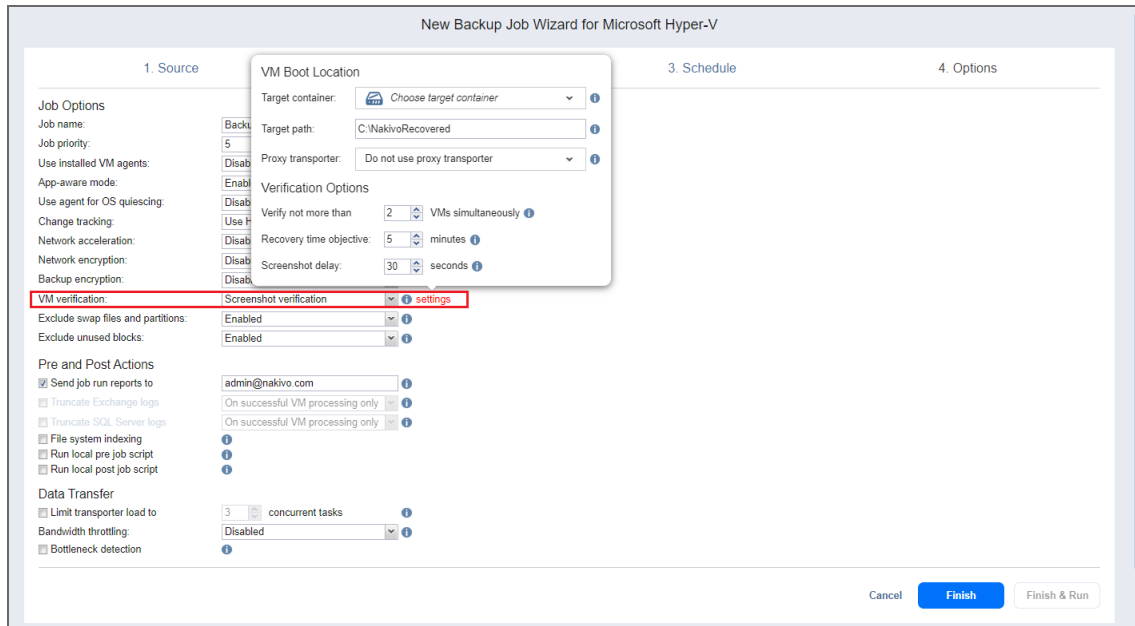 New Backup Job Wizard for Microsoft Hyper-V
1. Source
3. Schedule
4. Options
VM Boot Location
Target container: Choose target container
Target path: C:\NakivoRecovered
Proxy transporter: Do not use proxy transporter
Verification Options
Verify not more than 2 VMs simultaneously
Recovery time objective: 5 minutes
Screenshot delay: 30 seconds
Job Options
Job name: Backu
Job priority: 5
Use installed VM agents: Disab
App-aware mode: Enabl
Use agent for OS quiescing: Disab
Change tracking: Use H
Network acceleration: Disab
Network encryption: Disab
Backup encryption: Disab
VM verification: Screenshot verification settings
Exclude swap files and partitions: Enabled
Exclude unused blocks: Enabled
Pre and Post Actions
Send job run reports to admin@nakivo.com
Truncate Exchange logs On successful VM processing only
Truncate SQL Server logs On successful VM processing only
File system indexing
Run local pre job script
Run local post job script
Data Transfer
Limit transporter load to 3 concurrent tasks
Bandwidth throttling: Disabled
Bottleneck detection
Cancel Finish Finish & Run